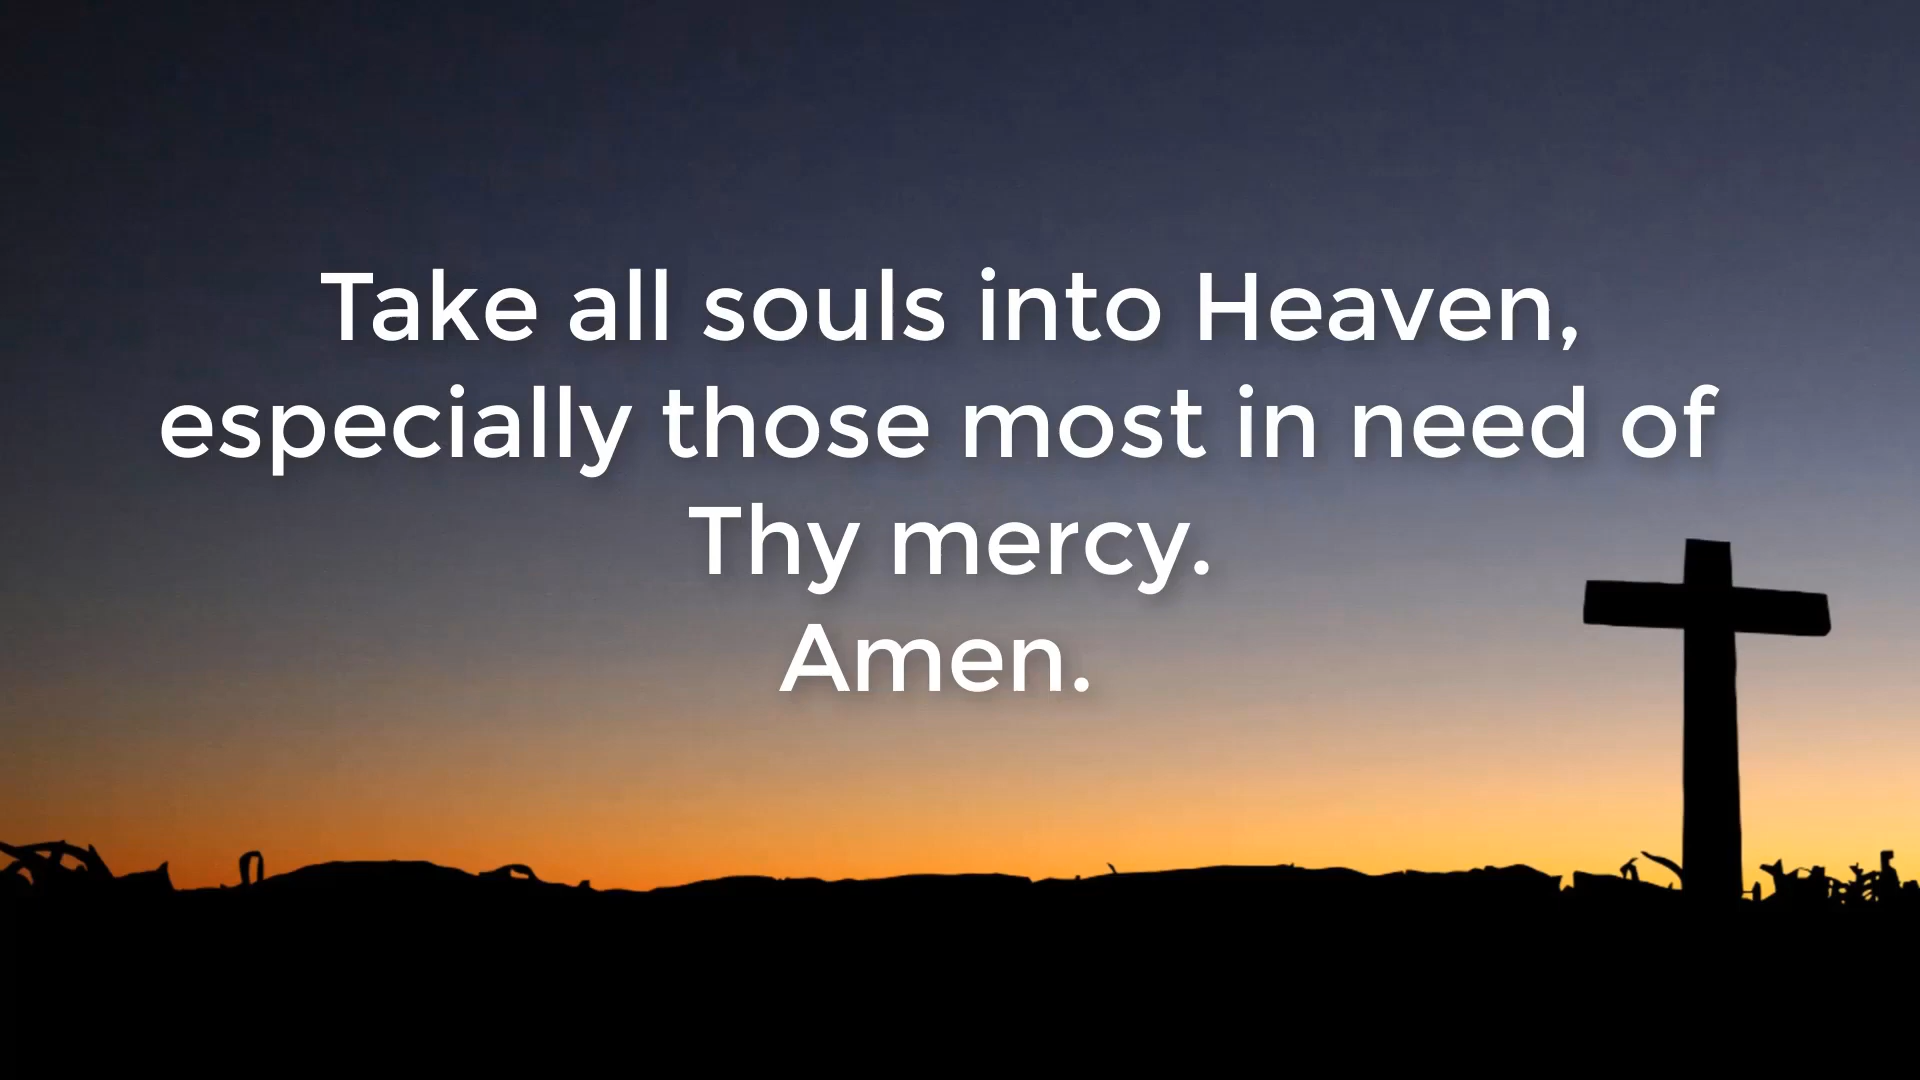 Take all souls into Heaven,
especially those most in need of
Thy mercy.
Amen.